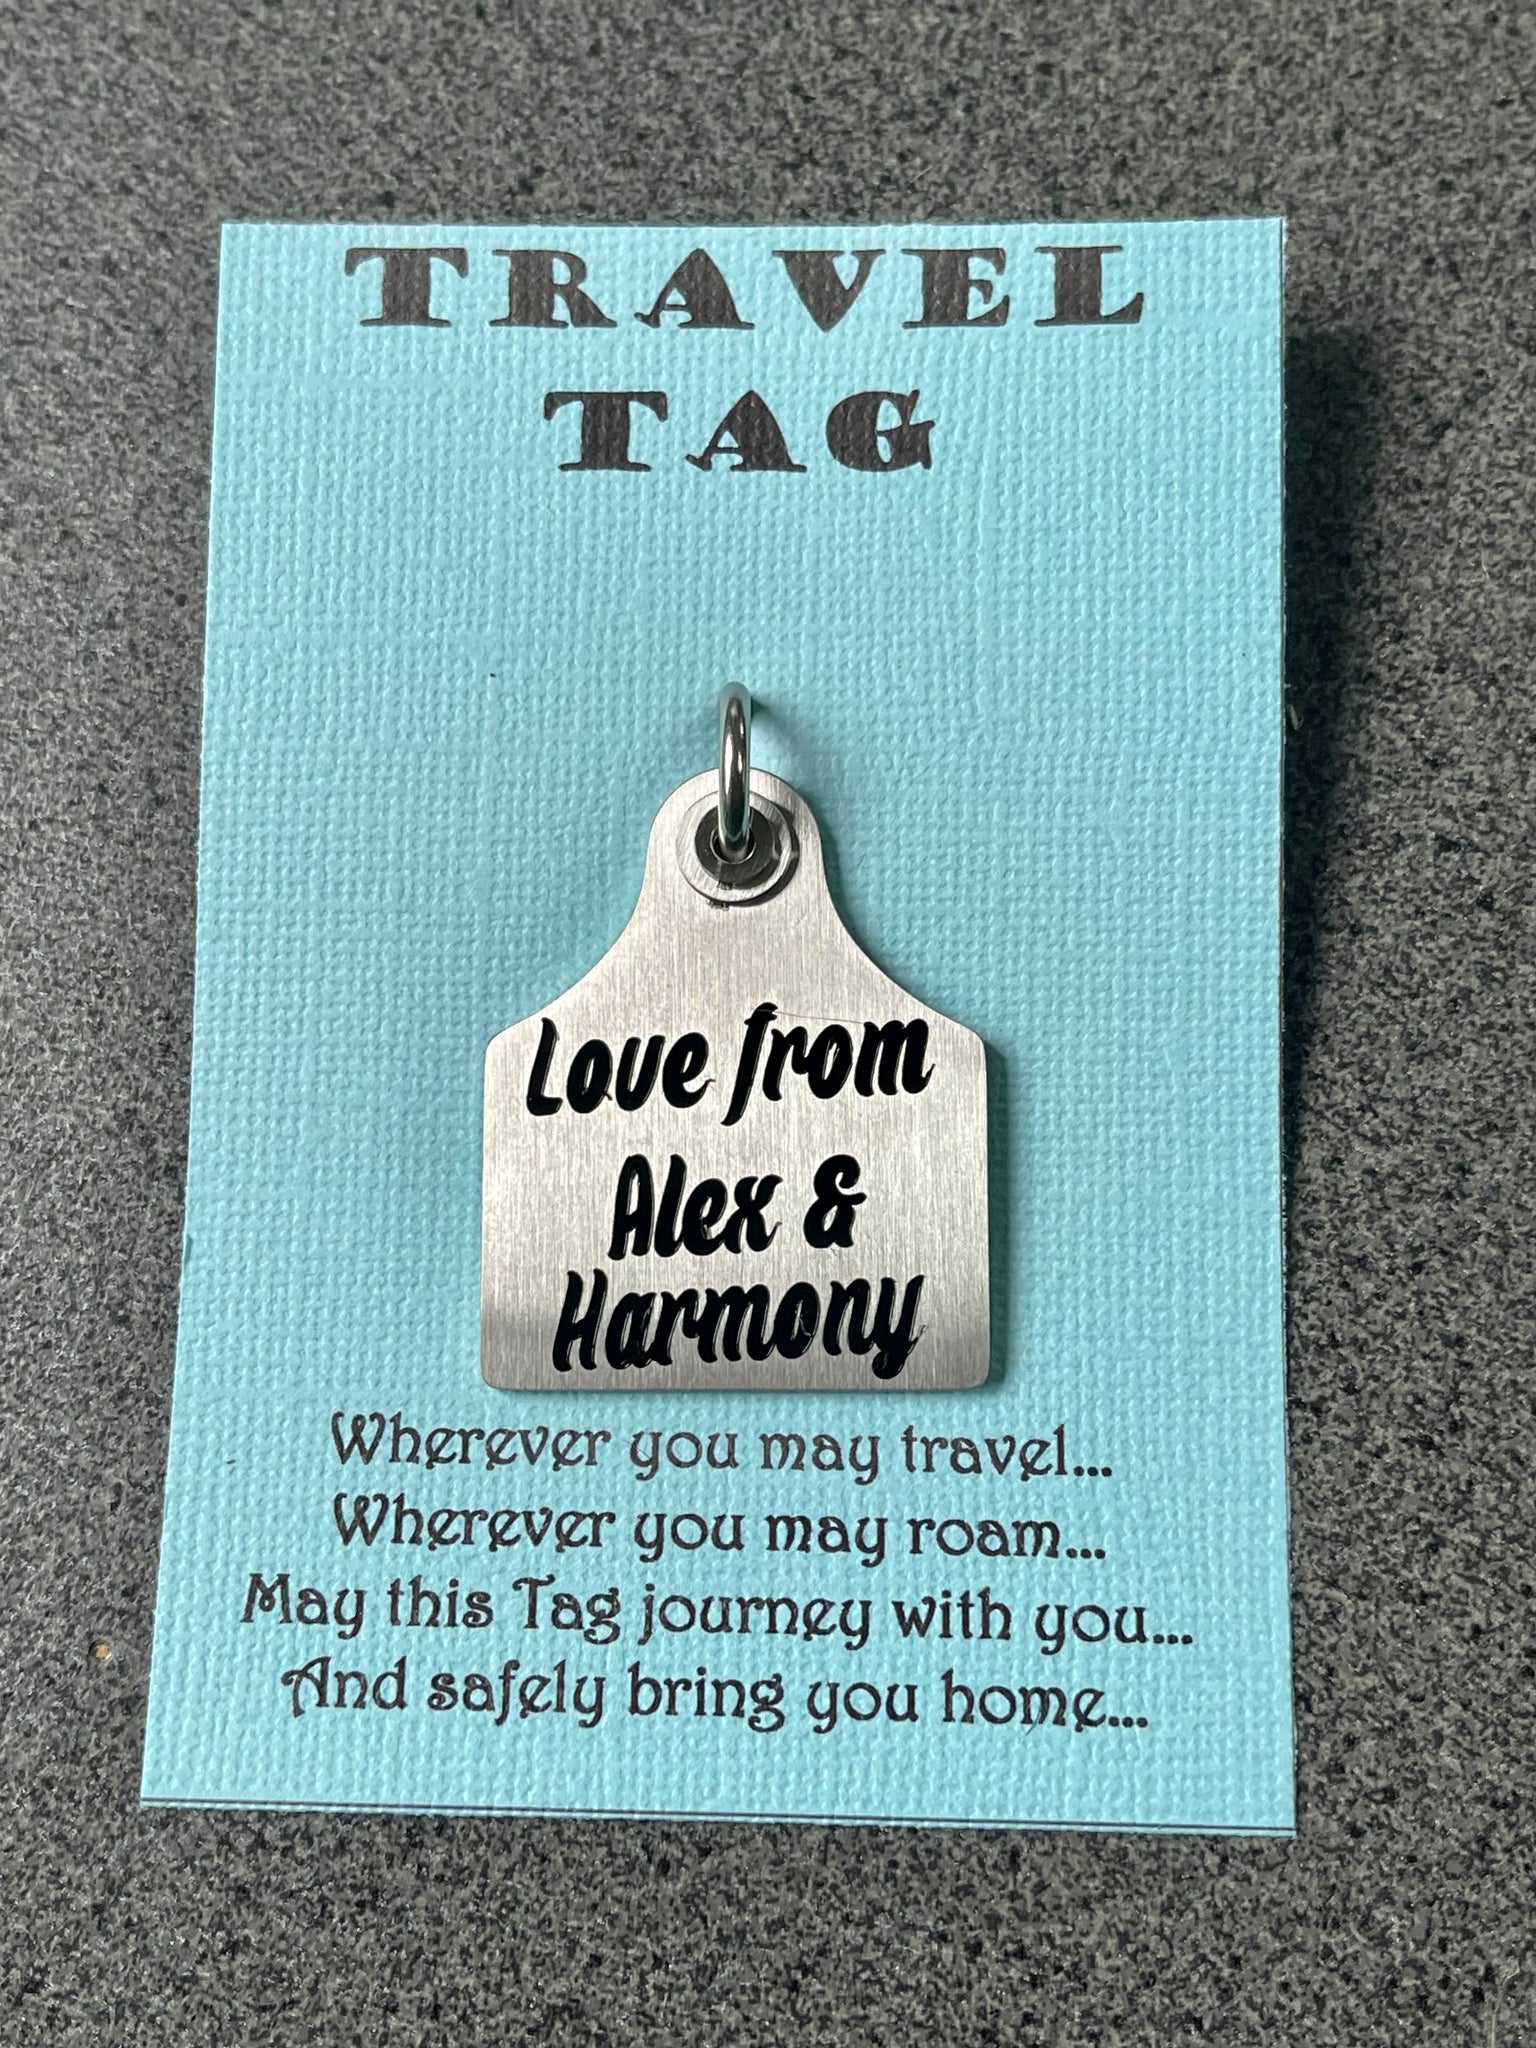 TRAVEL
TAG
Love from
Alex &
Harmony
Wherever you may travel...
Wherever you may roam...
May this Tag journey with you...
And safely bring you home...